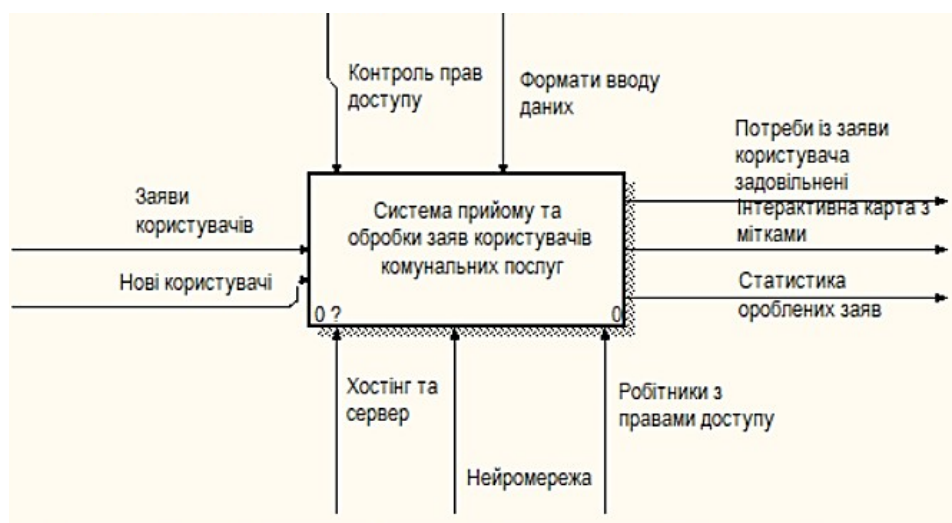 Контроль прав
доступу
Формати вводу
даних
Потреби із заяви
користувача
задовільнені
Інтерактивна карта з
мітками
Заяви
користувачів
Система прийому та
обробки заяв користувачів
комунальних послуг
Нові користувачі
Статистика
ороблених заяв
0 ?
0
Хостінг та
сервер
Робітники з
правами доступу
Нейромережа